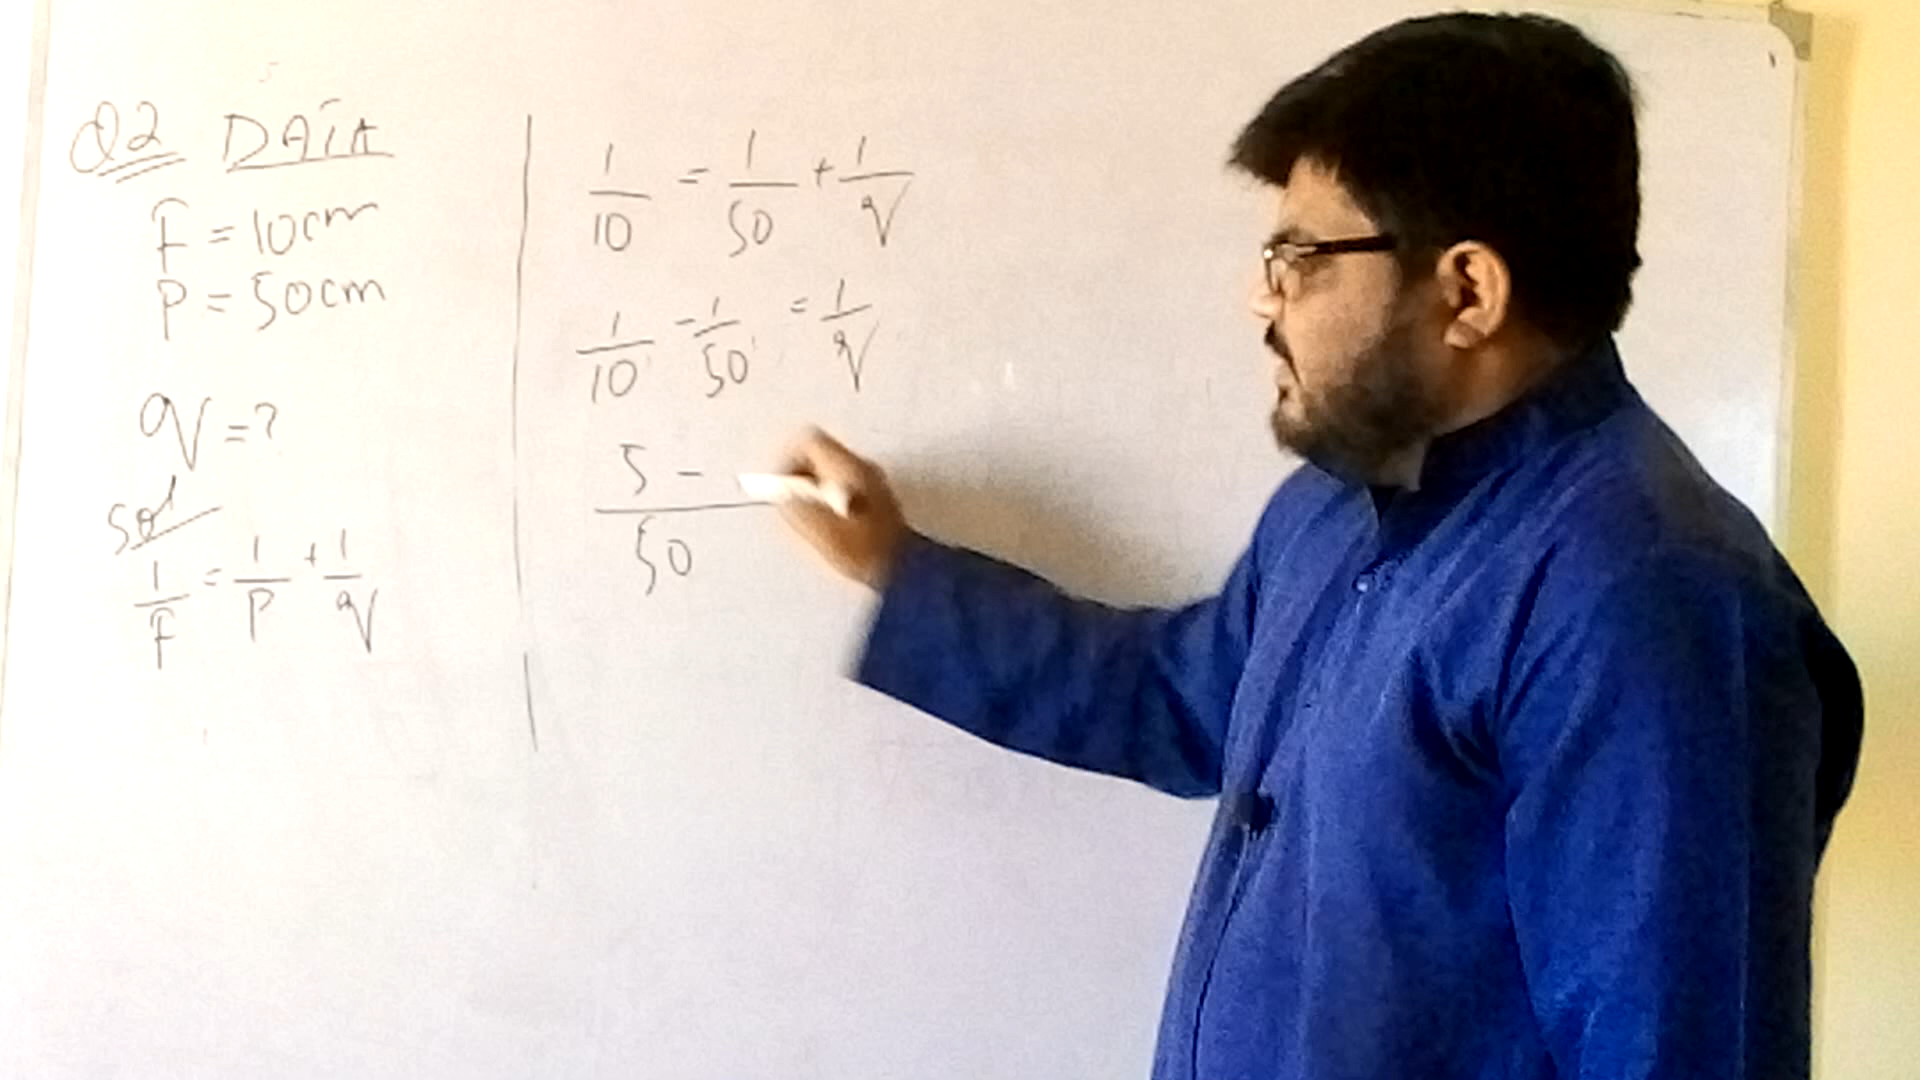 Q2 DATA
F = 10cm
P = 50cm
q = ?
Sol
1/F = 1/P + 1/q
1/10 = 1/50 + 1/q
1/10 - 1/50 = 1/q
5 -
50